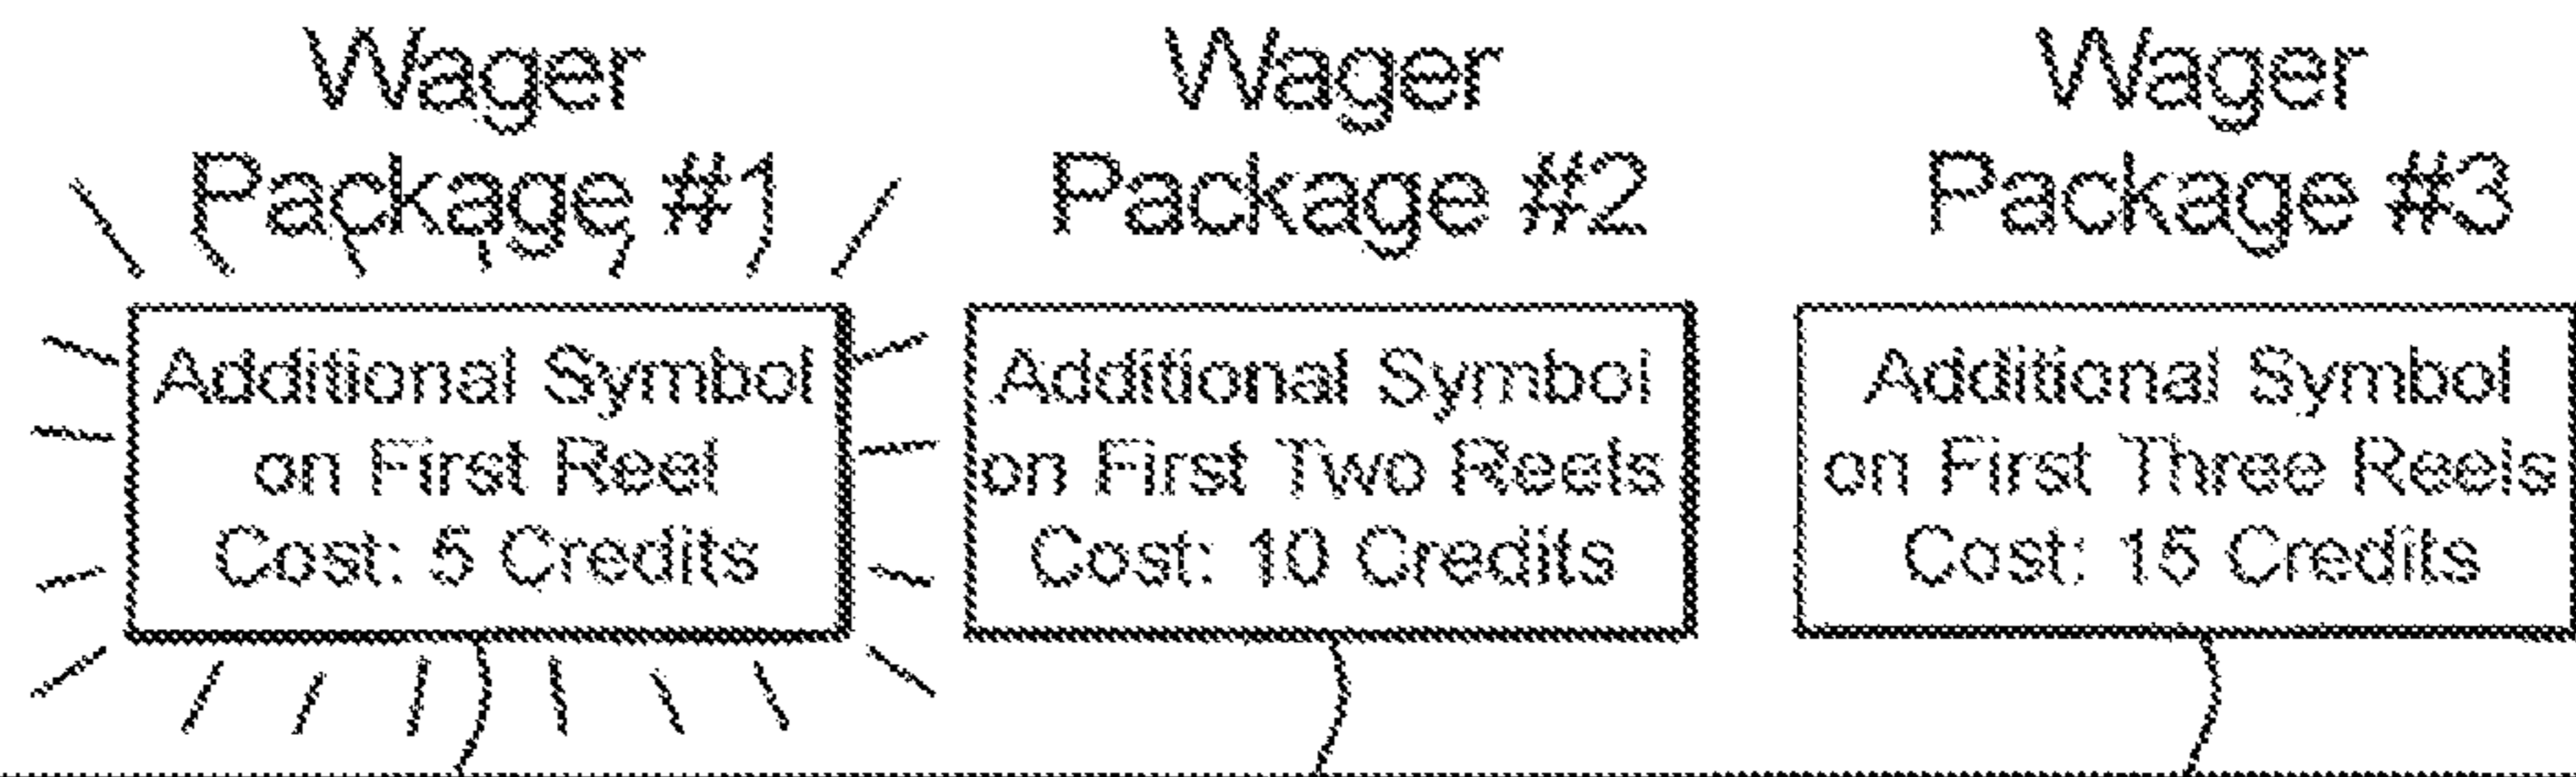 Wager
Package #1
Additional Symbol
on First Reel
Cost: 5 Credits
Wager
Package #2
Additional Symbol
on First Two Reels
Cost: 10 Credits
Wager
Package #3
Additional Symbol
on First Three Reels
Cost: 15 Credits